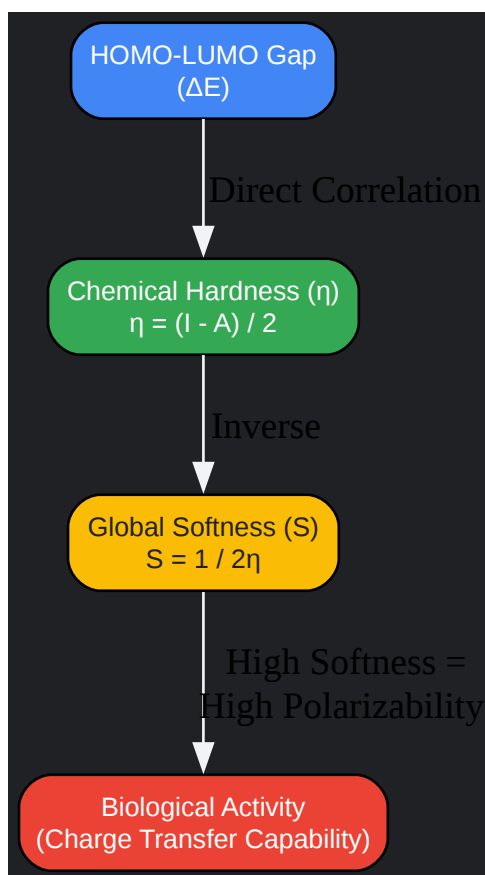 HOMO-LUMO Gap
(ΔE)
Direct Correlation
Chemical Hardness (η)
η = (I - A) / 2
Inverse
Global Softness (S)
S = 1 / 2η
High Softness =
High Polarizability
Biological Activity
(Charge Transfer Capability)